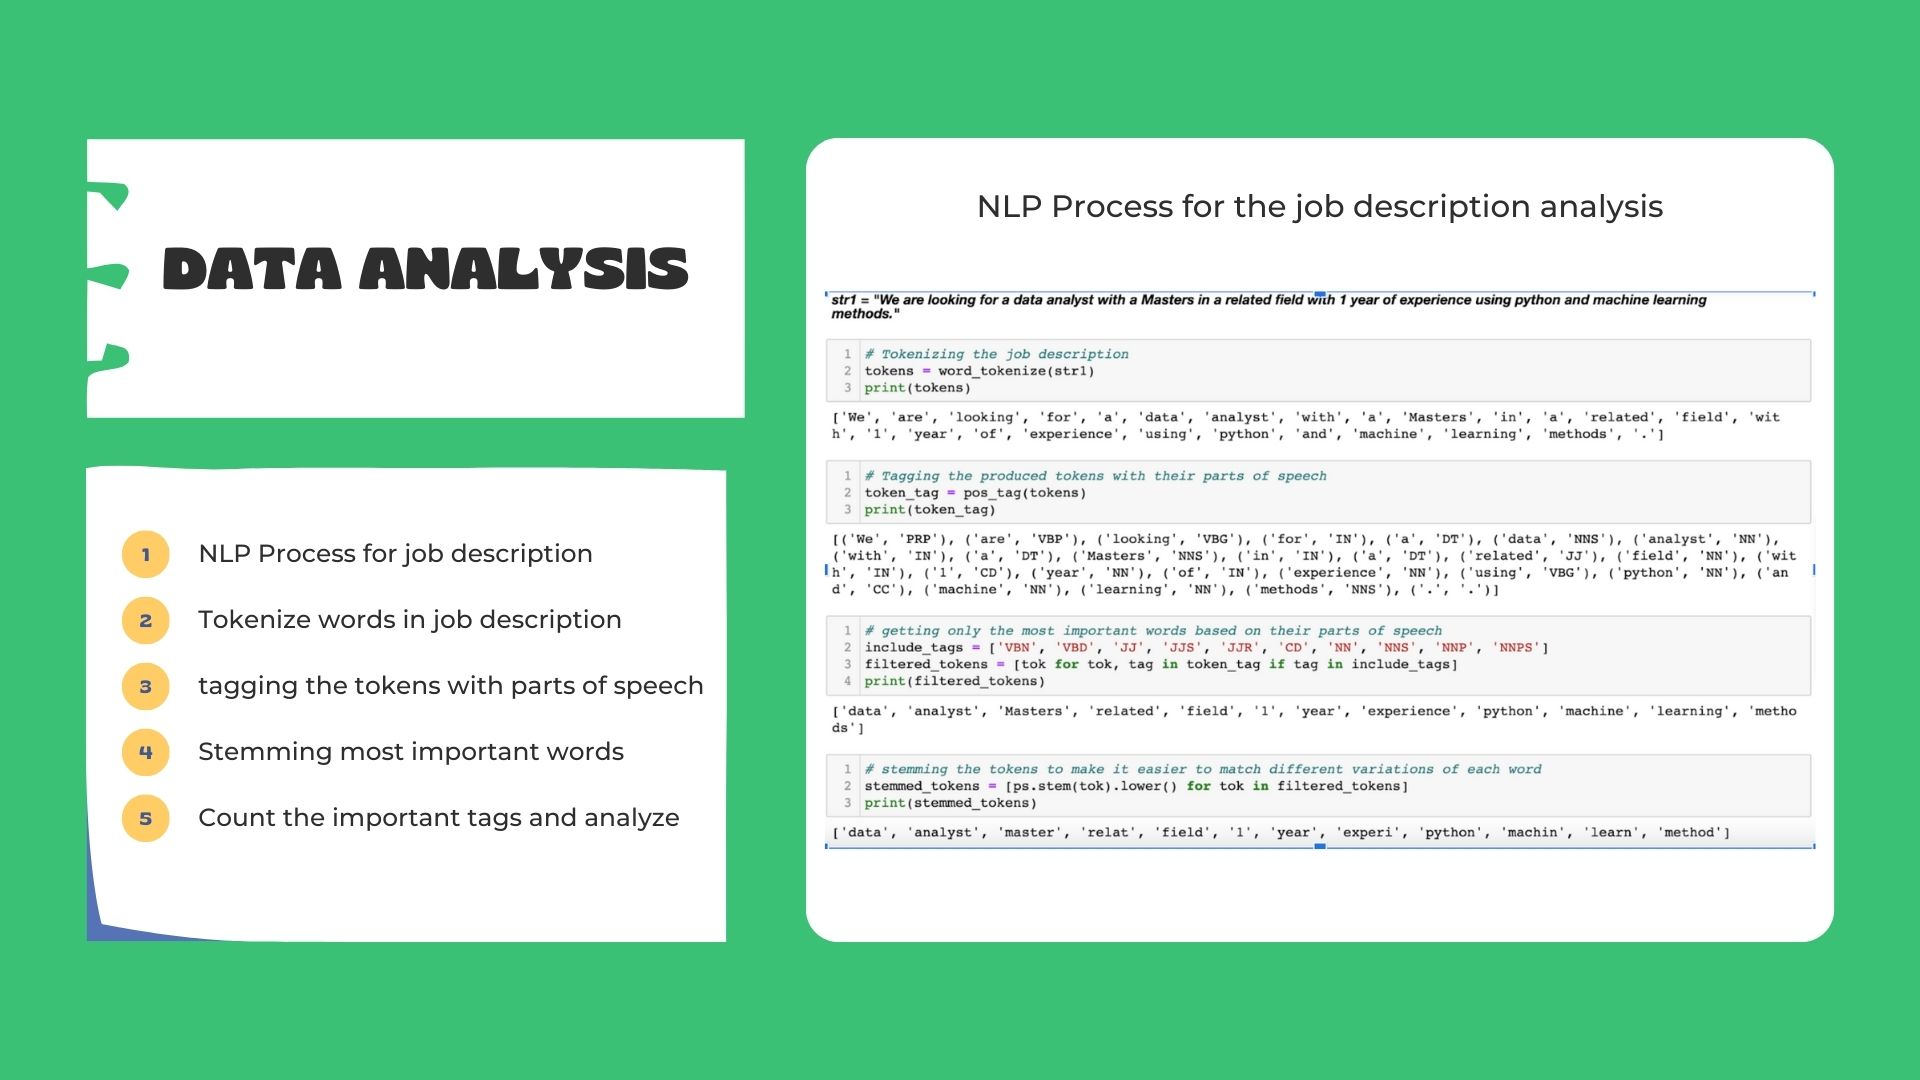 DATA ANALYSIS
1 NLP Process for job description
2 Tokenize words in job description
3 tagging the tokens with parts of speech
4 Stemming most important words
5 Count the important tags and analyze
NLP Process for the job description analysis
str1 = "We are looking for a data analyst with a Masters in a related field with 1 year of experience using python and machine learning
methods."
1 # Tokenizing the job description
2 tokens = word_tokenize(str1)
3 print(tokens)
['We', 'are', 'looking', 'for', 'a', 'data', 'analyst', 'with', 'a', 'Masters', 'in', 'a', 'related', 'field', 'wit
h', '1', 'year', 'of', 'experience', 'using', 'python', 'and', 'machine', 'learning', 'methods', '.']
1 # Tagging the produced tokens with their parts of speech
2 token_tag = pos_tag(tokens)
3 print(token_tag)
[('We', 'PRP'), ('are', 'VBP'), ('looking', 'VBG'), ('for', 'IN'), ('a', 'DT'), ('data', 'NNS'), ('analyst', 'NN'),
('with', 'IN'), ('a', 'DT'), ('Masters', 'NNS'), ('in', 'IN'), ('a', 'DT'), ('related', 'JJ'), ('field', 'NN'), ('wit
h', 'IN'), ('1', 'CD'), ('year', 'NN'), ('of', 'IN'), ('experience', 'NN'), ('using', 'VBG'), ('python', 'NN'), ('an
d', 'CC'), ('machine', 'NN'), ('learning', 'NN'), ('methods', 'NNS'), ('.', '.')]
1 # getting only the most important words based on their parts of speech
2 include_tags = ['VBN', 'VBD', 'JJ', 'JJS', 'JJR', 'CD', 'NN', 'NNS', 'NNP', 'NNPS']
3 filtered_tokens = [tok for tok, tag in token_tag if tag in include_tags]
4 print(filtered_tokens)
['data', 'analyst', 'Masters', 'related', 'field', '1', 'year', 'experience', 'python', 'machine', 'learning', 'metho
ds']
1 # stemming the tokens to make it easier to match different variations of each word
2 stemmed_tokens = [ps.stem(tok).lower() for tok in filtered_tokens]
3 print(stemmed_tokens)
['data', 'analyst', 'master', 'relat', 'field', '1', 'year', 'experi', 'python', 'machin', 'learn', 'method']